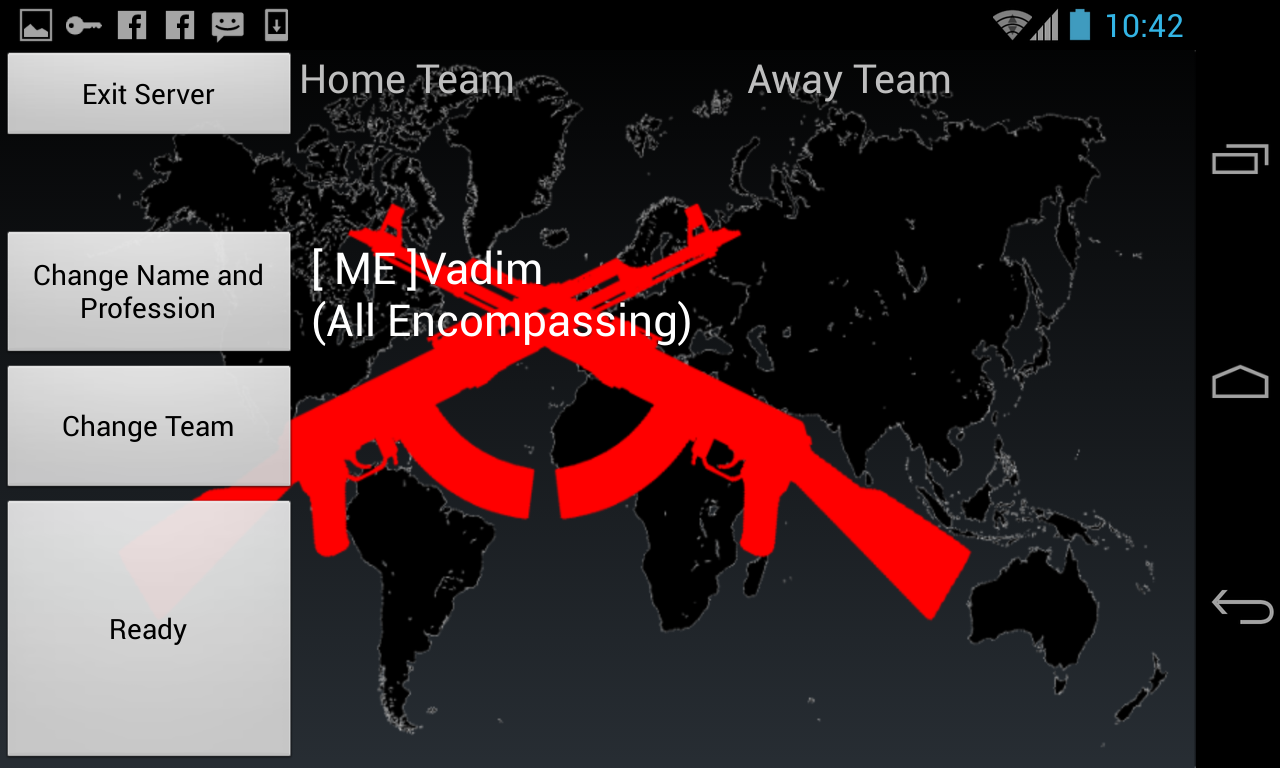 10:42
Exit Server
Home Team
Away Team
Change Name and
Profession
[ ME ]Vadim
(All Encompassing)
Change Team
Ready